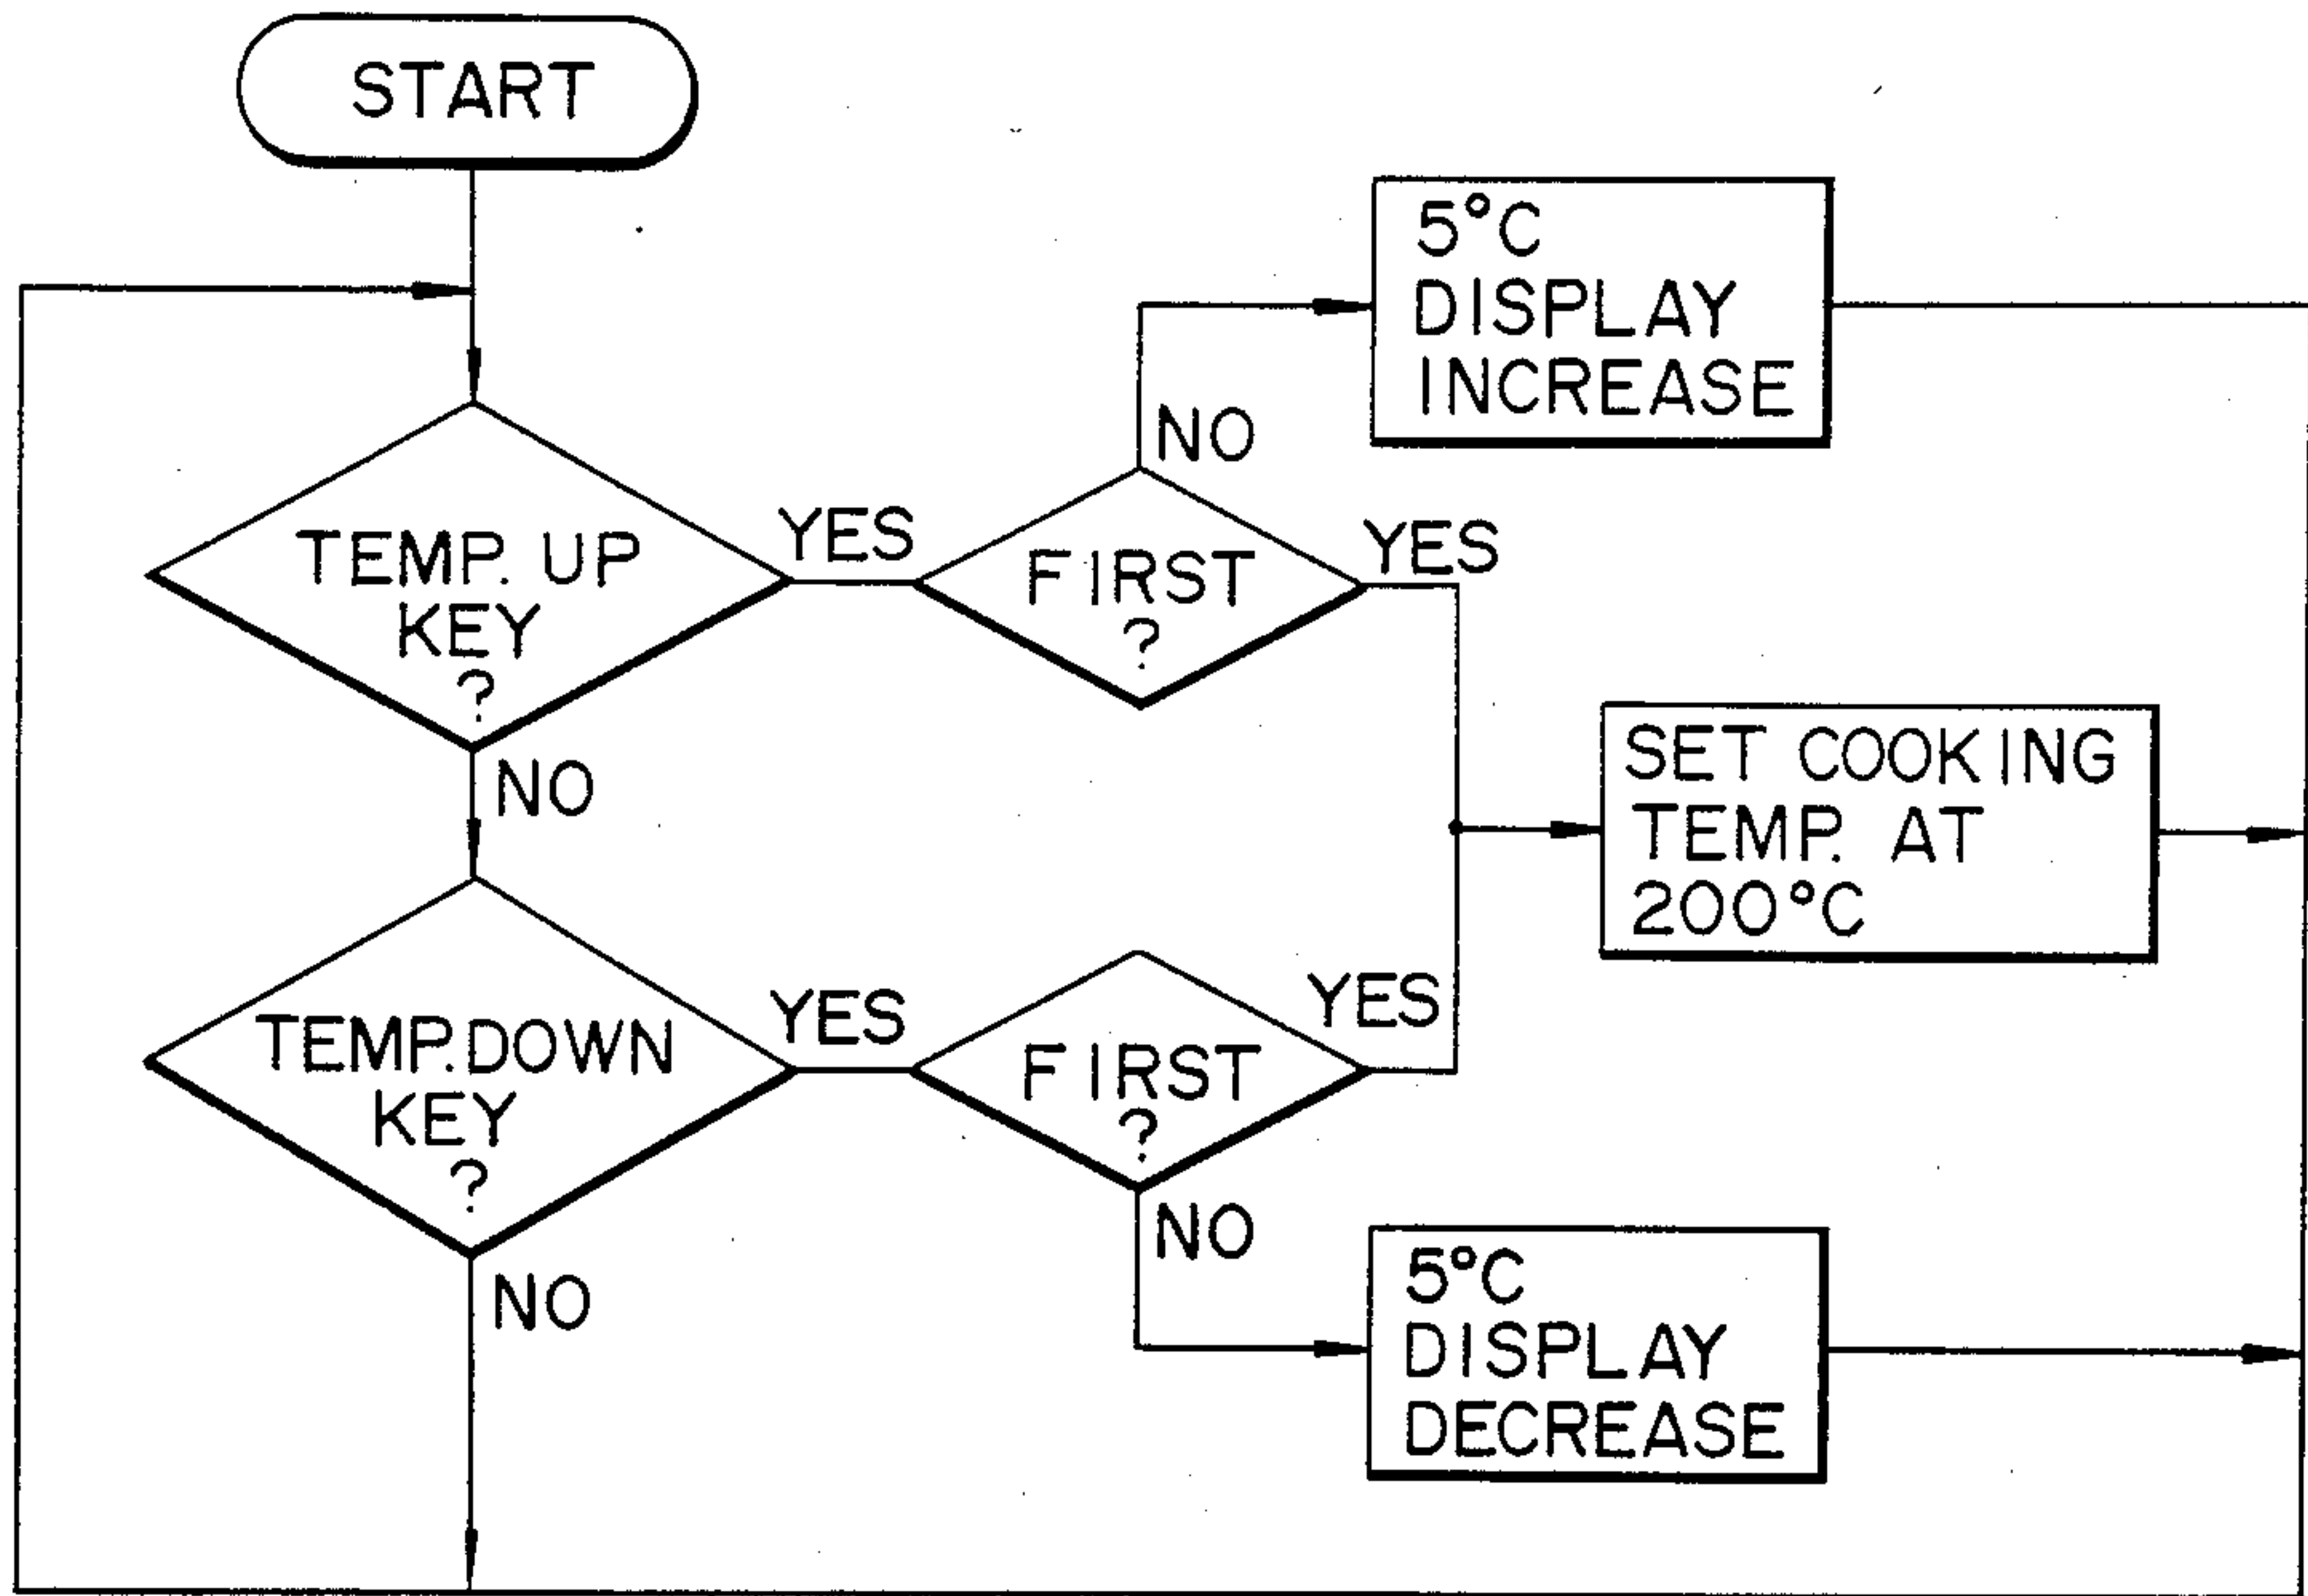 START
5°C
DISPLAY
INCREASE
NO
YES
YES
TEMP. UP
KEY
?
FIRST
?
NO
SET COOKING
TEMP. AT
200°C
YES
YES
TEMP. DOWN
KEY
?
FIRST
?
NO
NO
5°C
DISPLAY
DECREASE